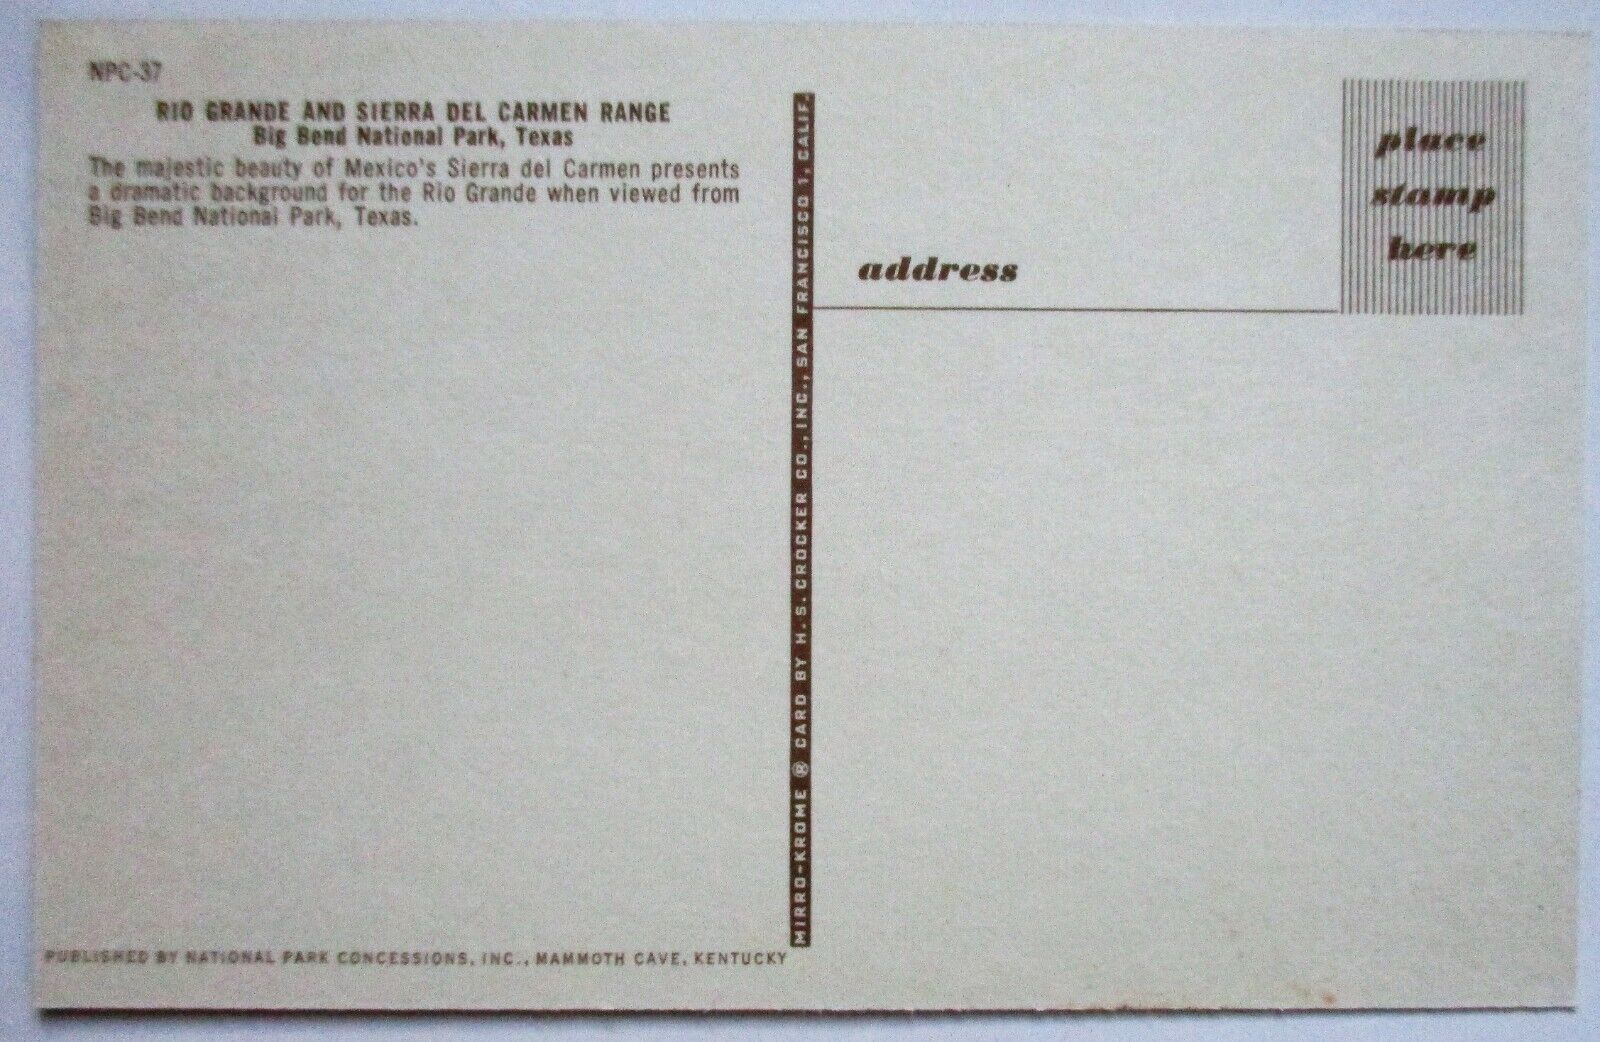 NPC-37
RIO GRANDE AND SIERRA DEL CARMEN RANGE
Big Bend National Park, Texas
The majestic beauty of Mexico's Sierra del Carmen presents
a dramatic background for the Rio Grande when viewed from
Big Bend National Park, Texas.
PUBLISHED BY NATIONAL PARK CONCESSIONS, INC., MAMMOTH CAVE, KENTUCKY
MIRRO-KROME ® CARD BY H. S. CROCKER CO., INC., SAN FRANCISCO 1, CALIF.
address
place
stamp
here